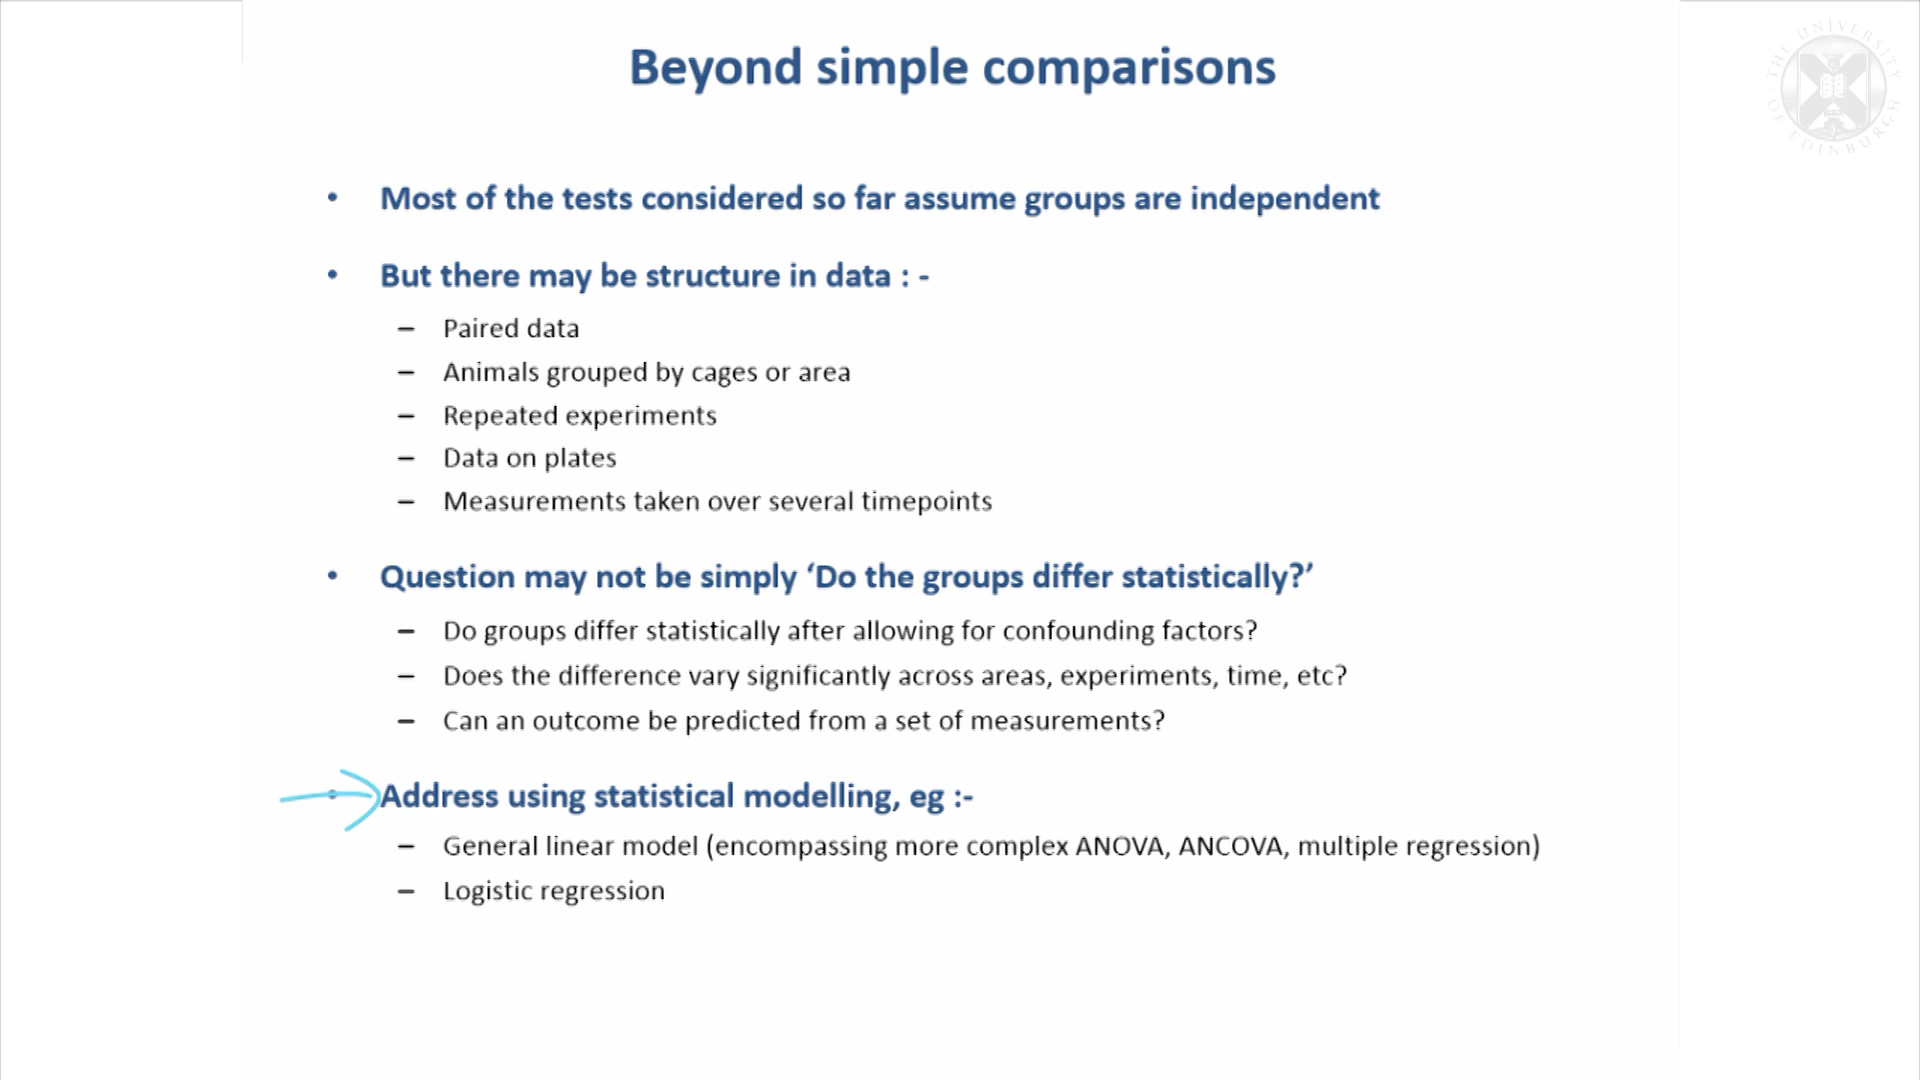 Beyond simple comparisons
THE UNIVERSITY OF EDINBURGH
• Most of the tests considered so far assume groups are independent
• But there may be structure in data : -
– Paired data
– Animals grouped by cages or area
– Repeated experiments
– Data on plates
– Measurements taken over several timepoints
• Question may not be simply ‘Do the groups differ statistically?’
– Do groups differ statistically after allowing for confounding factors?
– Does the difference vary significantly across areas, experiments, time, etc?
– Can an outcome be predicted from a set of measurements?
• Address using statistical modelling, eg :-
– General linear model (encompassing more complex ANOVA, ANCOVA, multiple regression)
– Logistic regression